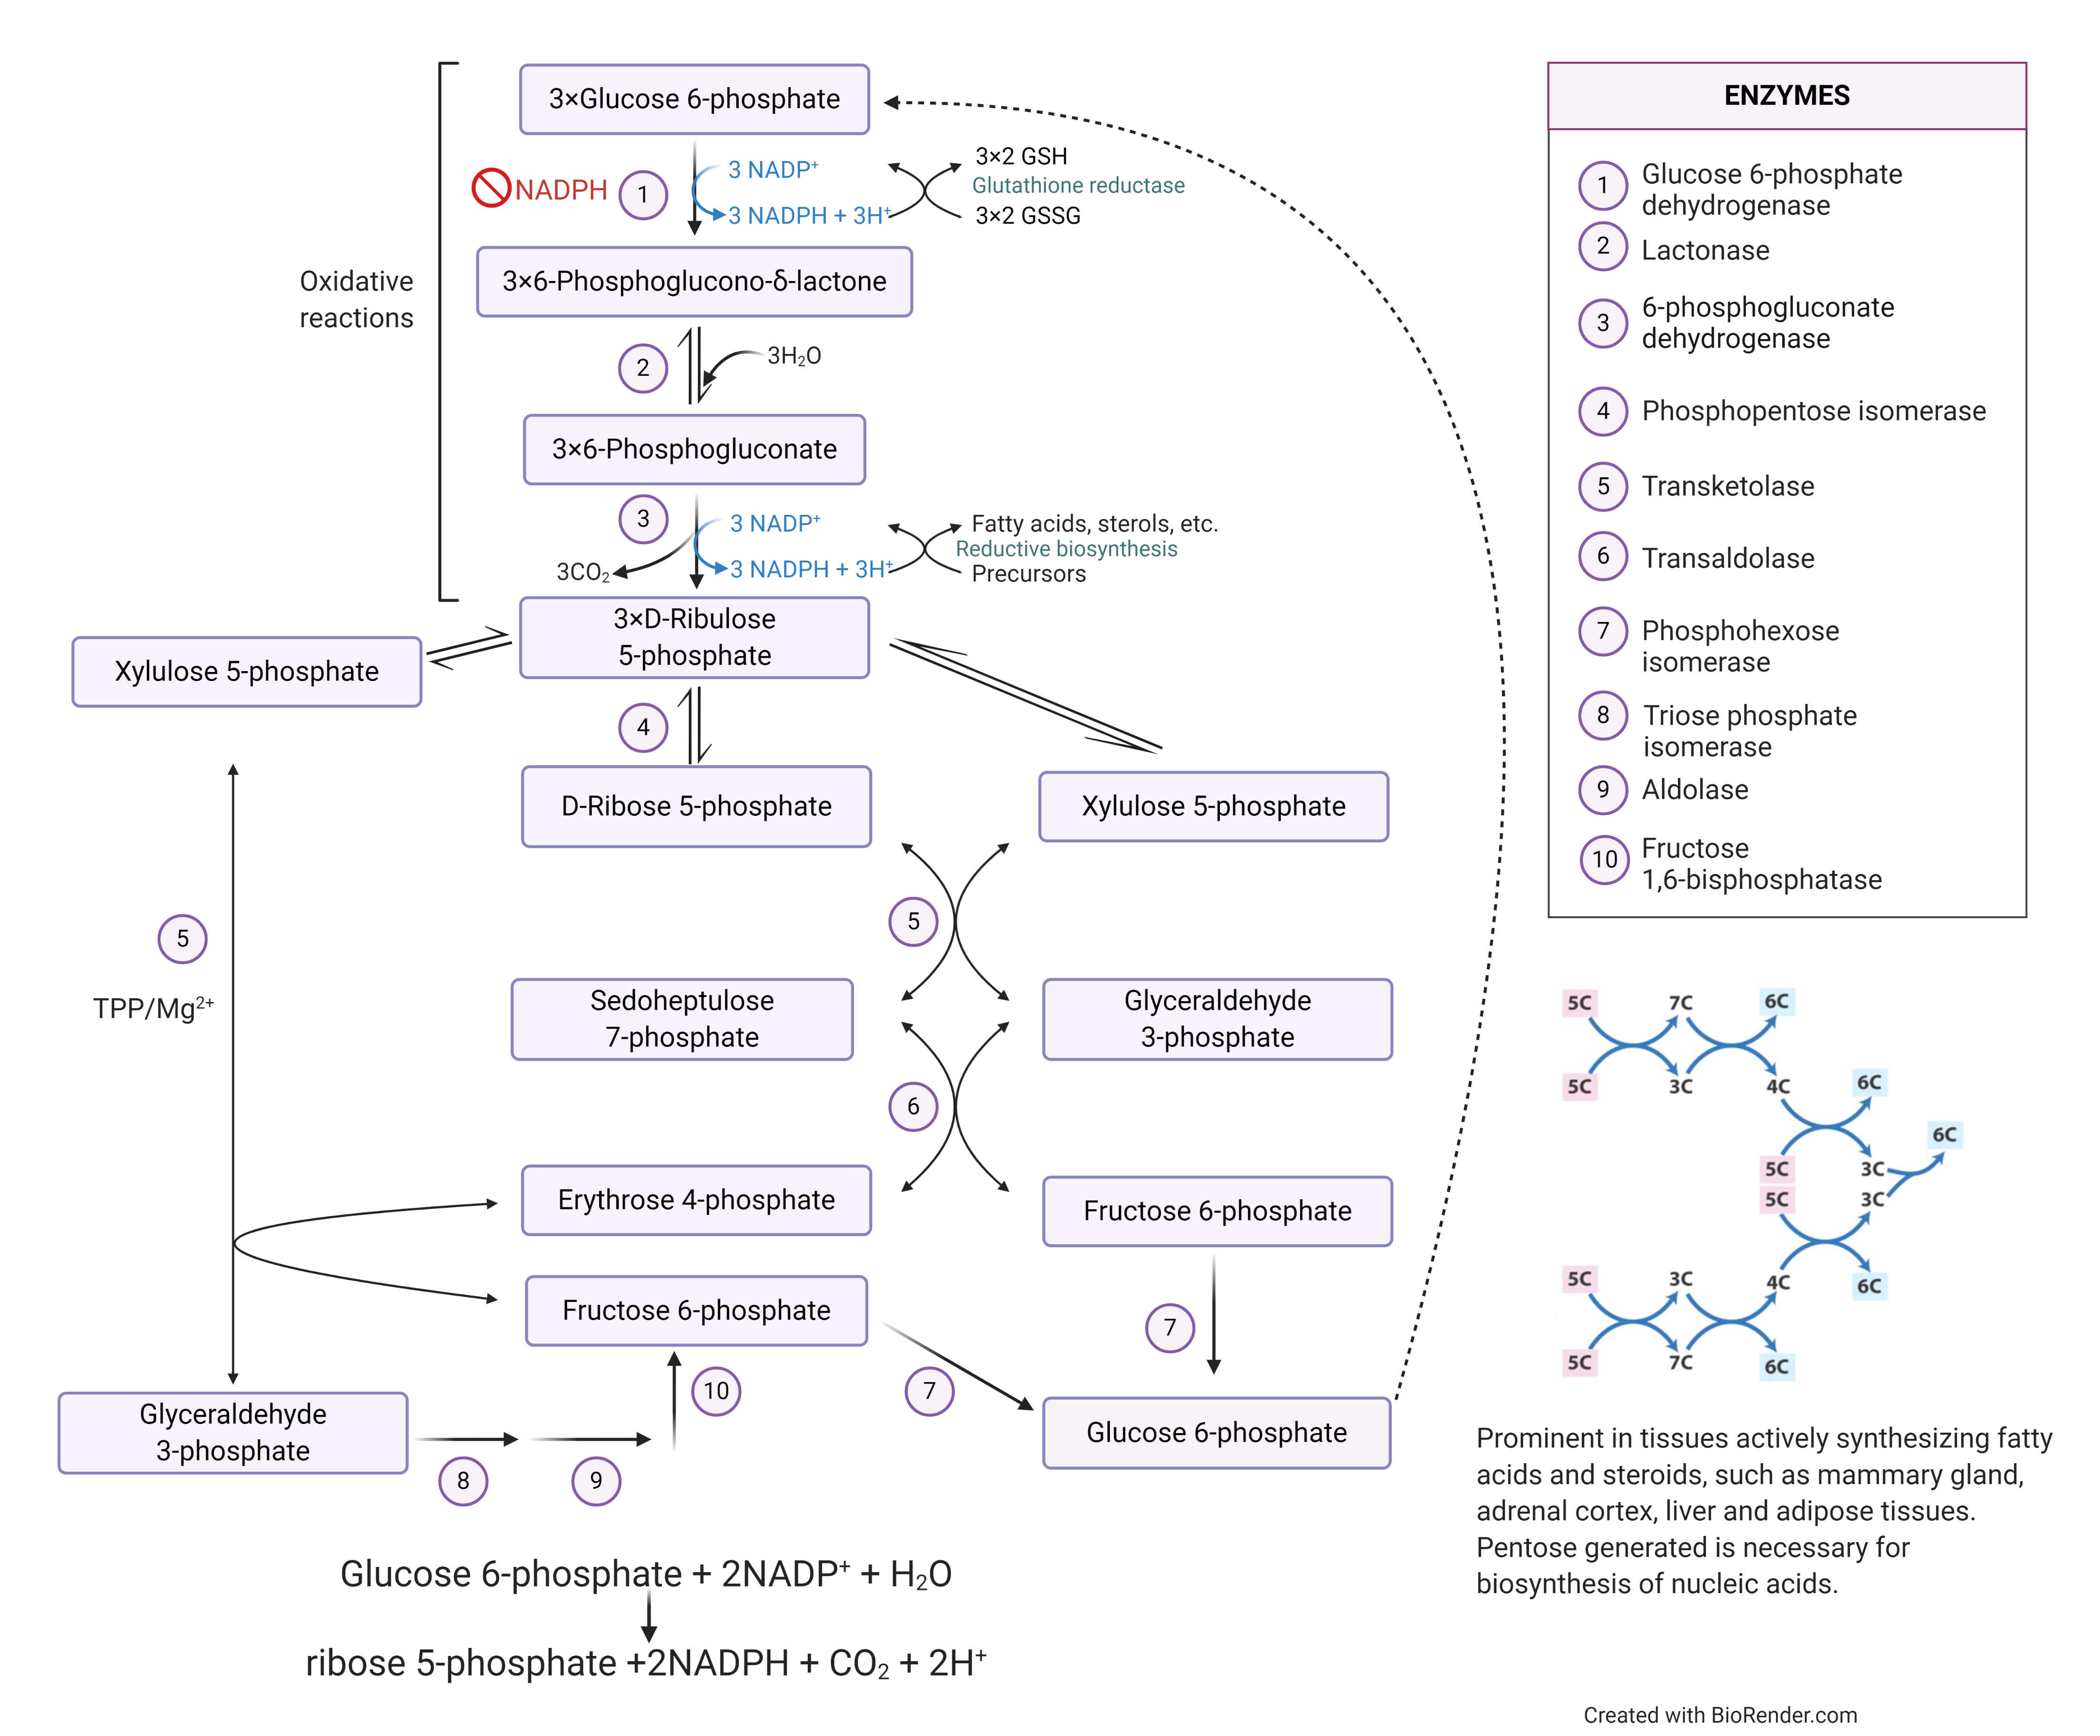 3×Glucose 6-phosphate
NADPH
1
3 NADP⁺
3 NADPH + 3H⁺
3×2 GSH
Glutathione reductase
3×2 GSSG
Oxidative
reactions
3×6-Phosphoglucono-δ-lactone
2
3H₂O
3×6-Phosphogluconate
3
3 NADP⁺
3 NADPH + 3H⁺
3CO₂
Fatty acids, sterols, etc.
Reductive biosynthesis
Precursors
3×D-Ribulose
5-phosphate
Xylulose 5-phosphate
4
D-Ribose 5-phosphate
Xylulose 5-phosphate
5
5
TPP/Mg²⁺
Sedoheptulose
7-phosphate
Glyceraldehyde
3-phosphate
6
Erythrose 4-phosphate
Fructose 6-phosphate
Fructose 6-phosphate
7
10
7
Glyceraldehyde
3-phosphate
8
9
Glucose 6-phosphate
Glucose 6-phosphate + 2NADP⁺ + H₂O
ribose 5-phosphate +2NADPH + CO₂ + 2H⁺
ENZYMES
1 Glucose 6-phosphate
dehydrogenase
2 Lactonase
3 6-phosphogluconate
dehydrogenase
4 Phosphopentose isomerase
5 Transketolase
6 Transaldolase
7 Phosphohexose
isomerase
8 Triose phosphate
isomerase
9 Aldolase
10 Fructose
1,6-bisphosphatase
5C 7C 6C
5C 3C 4C 6C
6C
5C 3C
5C 3C
5C 3C 4C 6C
5C 7C 6C
Prominent in tissues actively synthesizing fatty
acids and steroids, such as mammary gland,
adrenal cortex, liver and adipose tissues.
Pentose generated is necessary for
biosynthesis of nucleic acids.
Created with BioRender.com